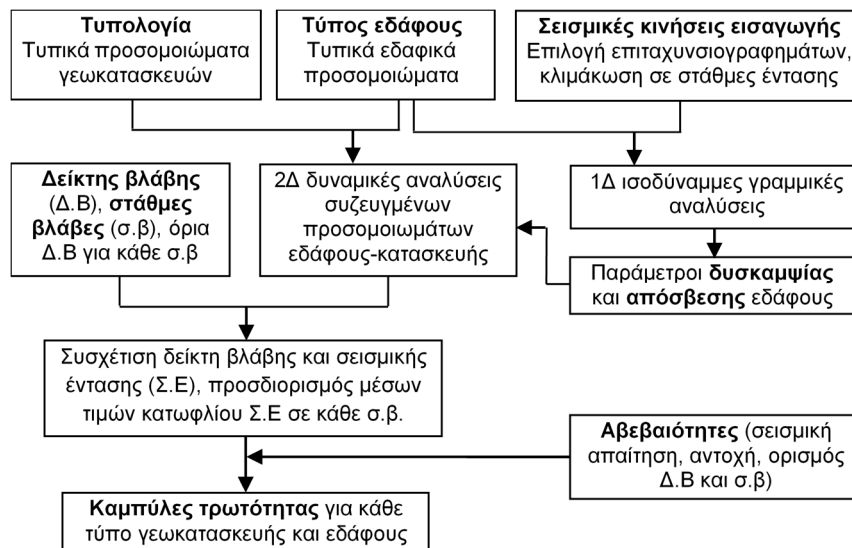 Τυπολογία
Τυπικά προσομοιώματα
γεωκατασκευών
Τύπος εδάφους
Τυπικά εδαφικά
προσομοιώματα
Σεισμικές κινήσεις εισαγωγής
Επιλογή επιταχυνσιογραφημάτων,
κλιμάκωση σε στάθμες έντασης
Δείκτης βλάβης
(Δ.Β), στάθμες
βλάβες (σ.β), όρια
Δ.Β για κάθε σ.β
2Δ δυναμικές αναλύσεις
συζευγμένων
προσομοιωμάτων
εδάφους-κατασκευής
1Δ ισοδύναμμες γραμμικές
αναλύσεις
Παράμετροι δυσκαμψίας
και απόσβεσης εδάφους
Συσχέτιση δείκτη βλάβης και σεισμικής
έντασης (Σ.Ε), προσδιορισμός μέσων
τιμών κατωφλίου Σ.Ε σε κάθε σ.β.
Αβεβαιότητες (σεισμική
απαίτηση, αντοχή, ορισμός
Δ.Β και σ.β)
Καμπύλες τρωτότητας για κάθε
τύπο γεωκατασκευής και εδάφους